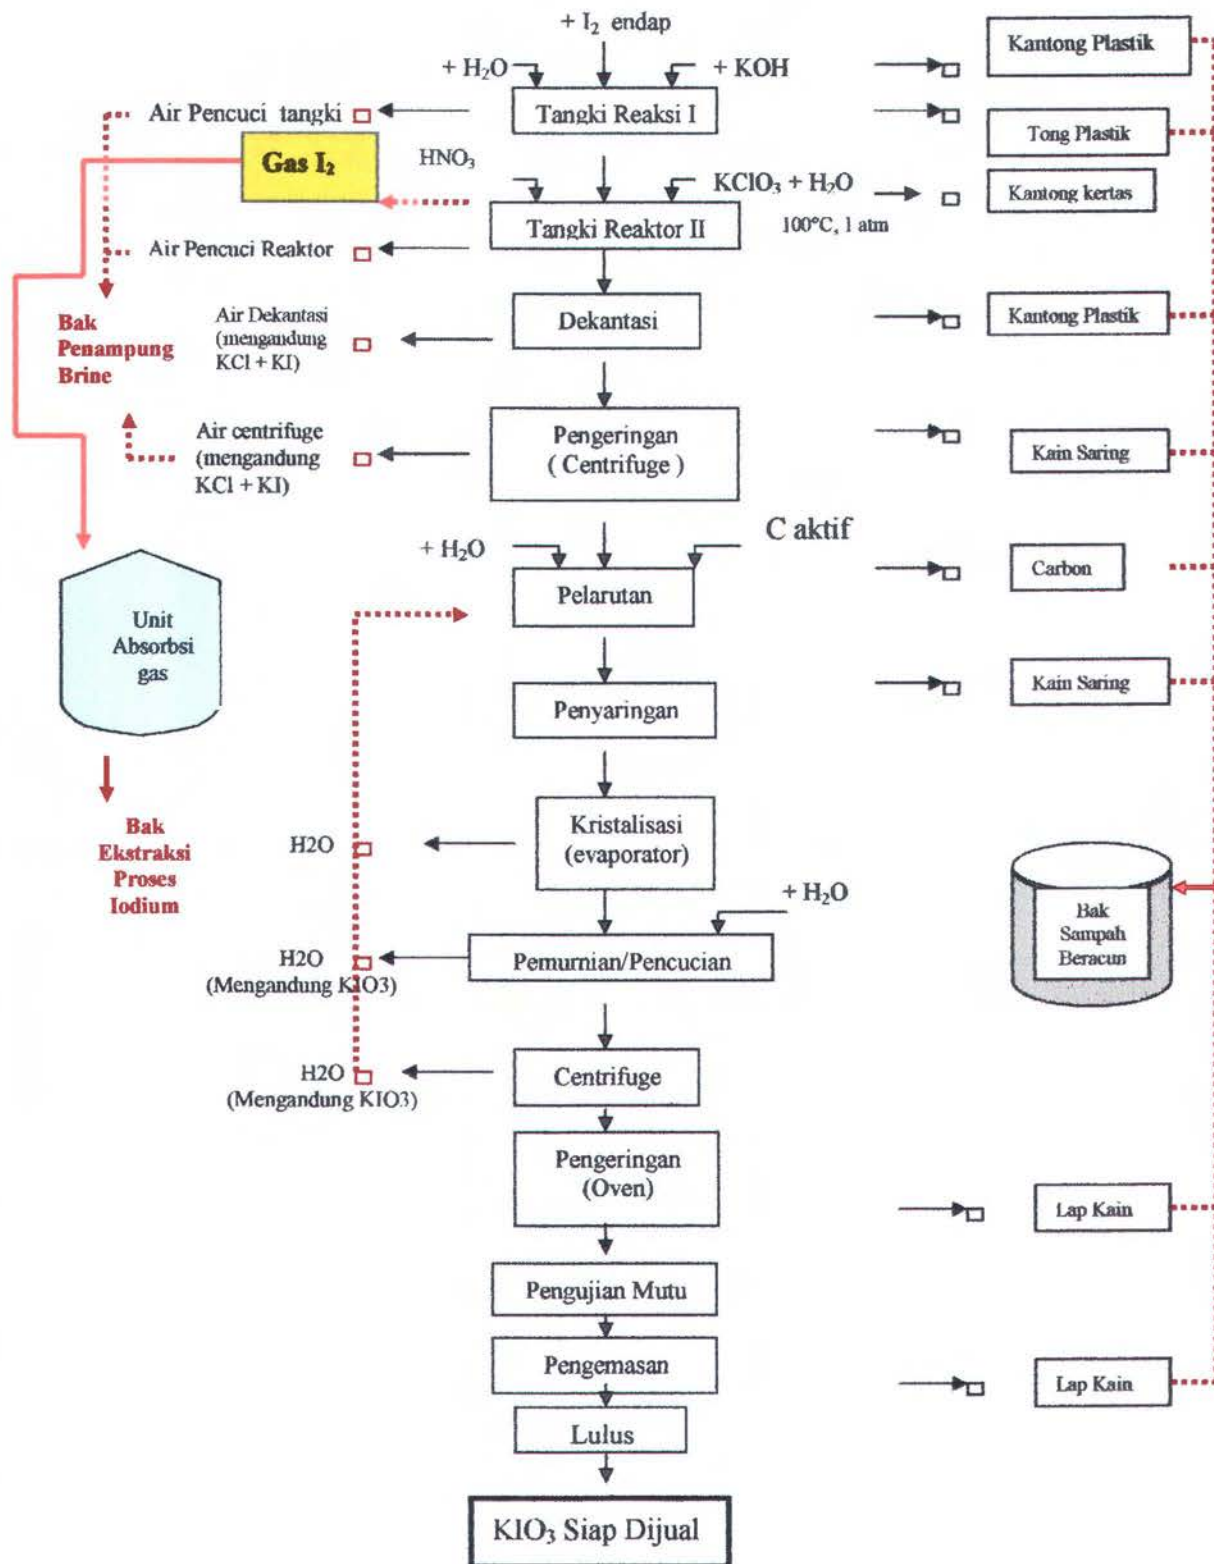 + I₂ endap
Kantong Plastik
+ H₂O
+ KOH
Air Pencuci tangki
Tangki Reaksi I
Tong Plastik
Gas I₂
HNO₃
KClO₃ + H₂O
Kantong kertas
100°C, 1 atm
Tangki Reaktor II
Air Pencuci Reaktor
Bak
Penampung
Brine
Air Dekantasi
(mengandung
KCl + KI)
Dekantasi
Kantong Plastik
Air centrifuge
(mengandung
KCl + KI)
Pengeringan
( Centrifuge )
Kain Saring
+ H₂O
C aktif
Pelarutan
Carbon
Unit
Absorbsi
gas
Penyaringan
Kain Saring
Bak
Ekstraksi
Proses
Iodium
H2O
Kristalisasi
(evaporator)
+ H₂O
Bak
Sampah
Beracun
H2O
(Mengandung KIO3)
Pemurnian/Pencucian
H2O
(Mengandung KIO3)
Centrifuge
Pengeringan
(Oven)
Lap Kain
Pengujian Mutu
Pengemasan
Lap Kain
Lulus
KIO₃ Siap Dijual